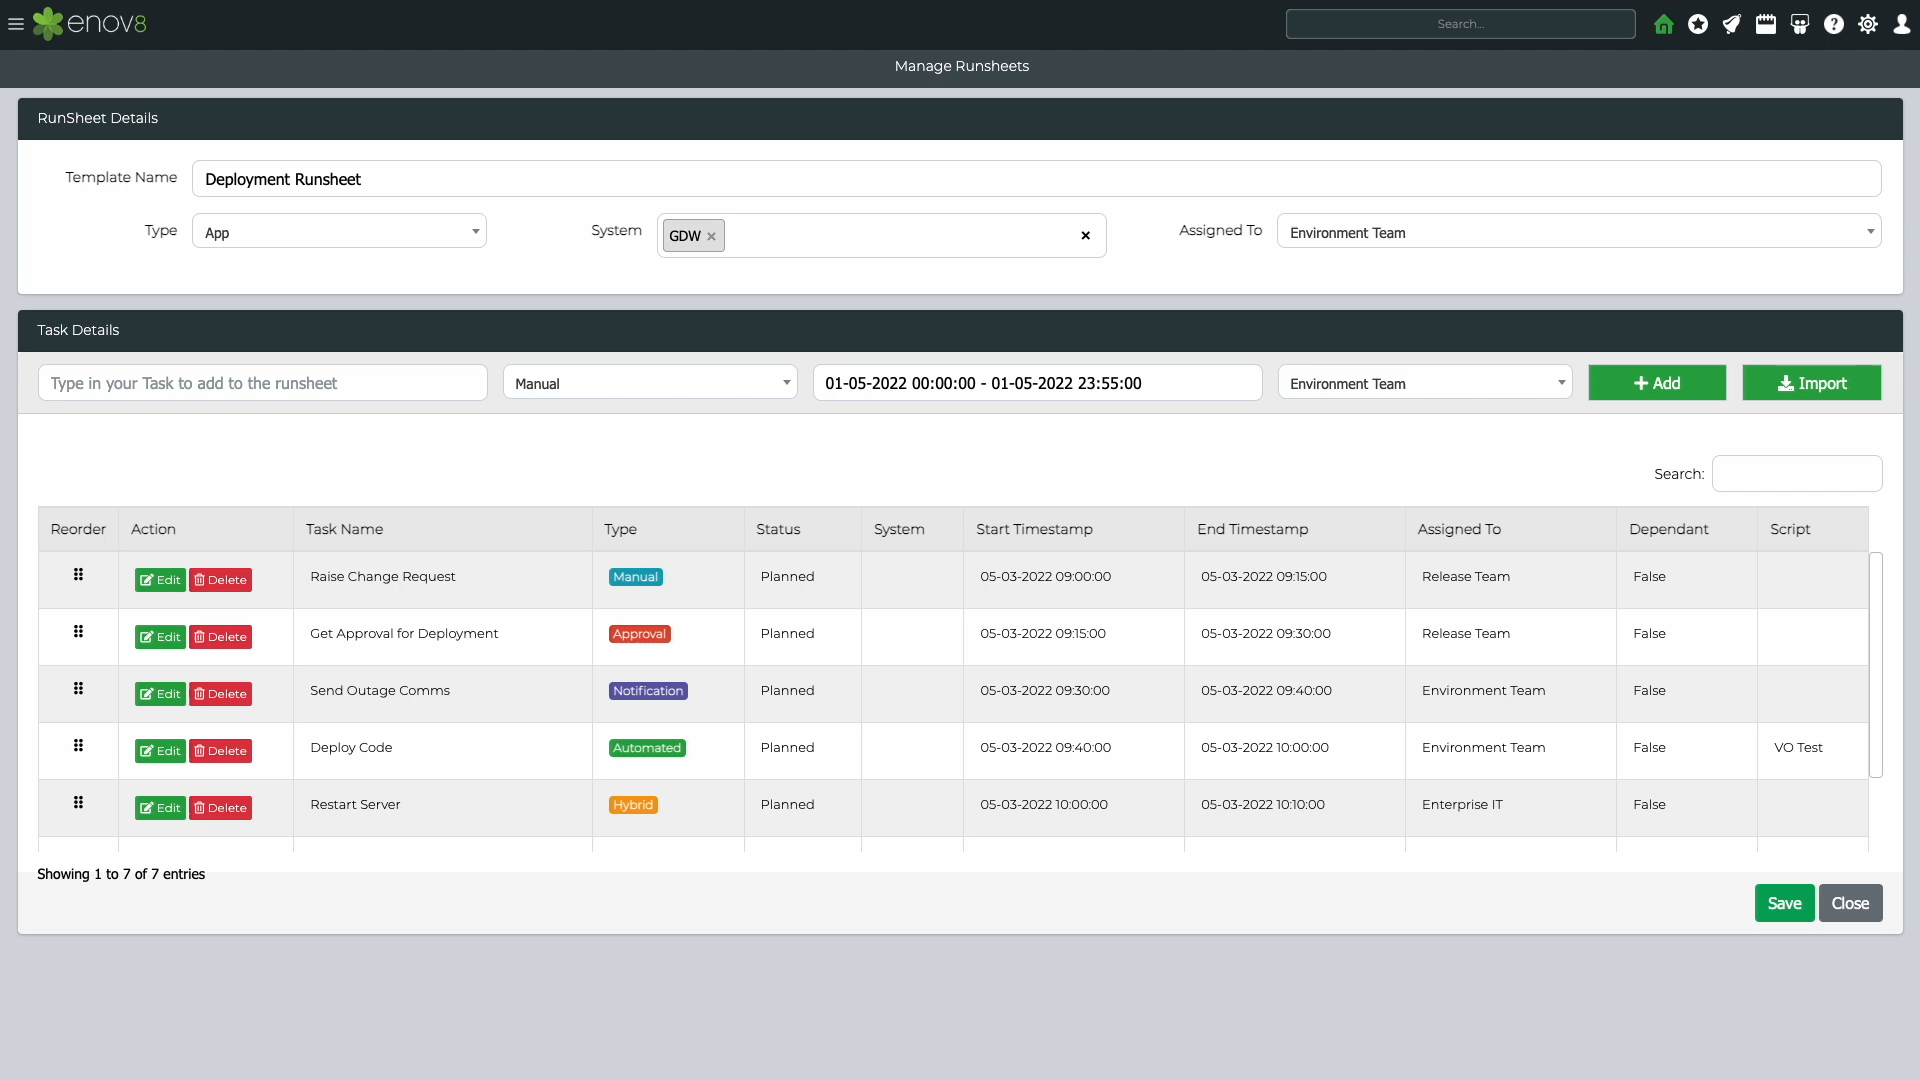 enov8
Search...
Manage Runsheets
RunSheet Details
Template Name Deployment Runsheet
Type App System GDW × × Assigned To Environment Team
Task Details
Type in your Task to add to the runsheet Manual 01-05-2022 00:00:00 - 01-05-2022 23:55:00 Environment Team + Add Import
Search:
Reorder Action Task Name Type Status System Start Timestamp End Timestamp Assigned To Dependant Script
Edit Delete Raise Change Request Manual Planned 05-03-2022 09:00:00 05-03-2022 09:15:00 Release Team False
Edit Delete Get Approval for Deployment Approval Planned 05-03-2022 09:15:00 05-03-2022 09:30:00 Release Team False
Edit Delete Send Outage Comms Notification Planned 05-03-2022 09:30:00 05-03-2022 09:40:00 Environment Team False
Edit Delete Deploy Code Automated Planned 05-03-2022 09:40:00 05-03-2022 10:00:00 Environment Team False VO Test
Edit Delete Restart Server Hybrid Planned 05-03-2022 10:00:00 05-03-2022 10:10:00 Enterprise IT False
Showing 1 to 7 of 7 entries
Save Close